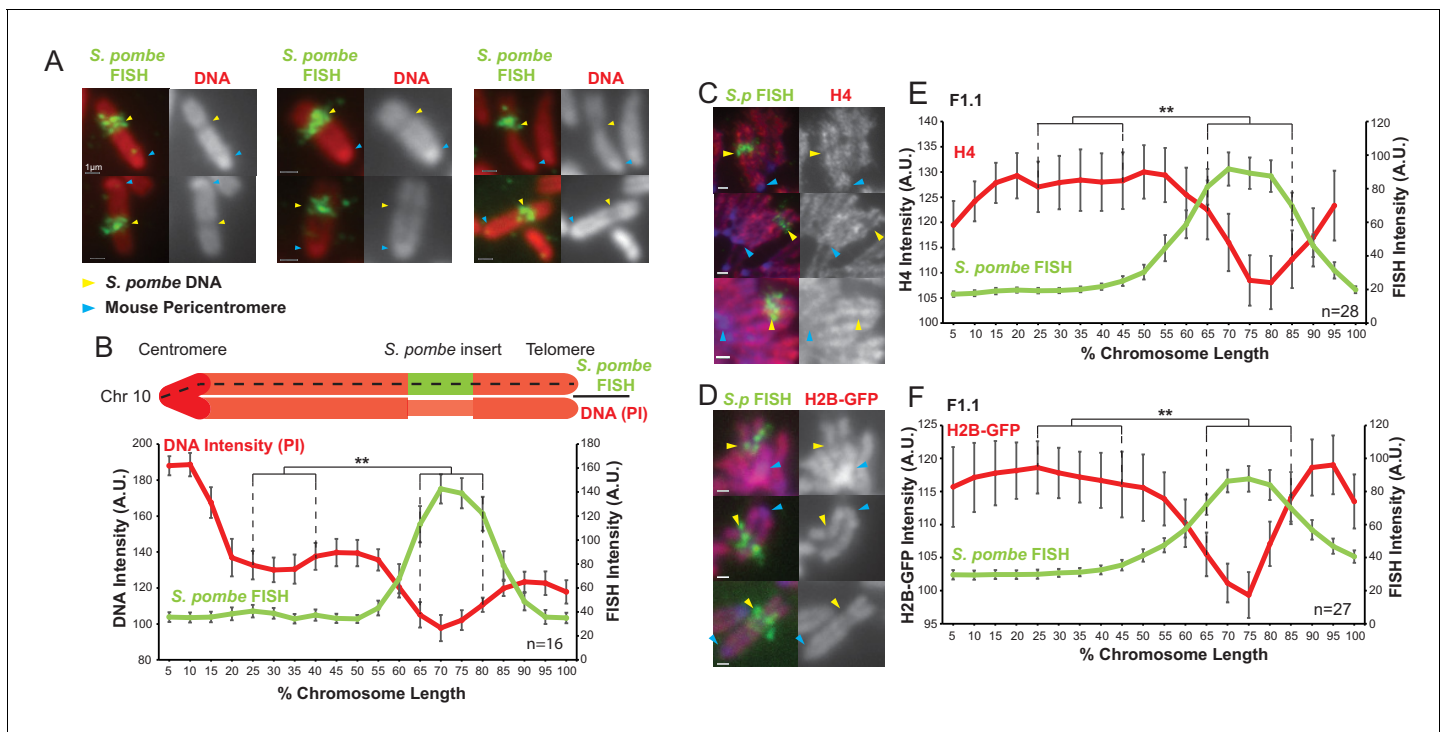 A
S. pombe FISH DNA
S. pombe FISH DNA
S. pombe FISH DNA
1µm
S. pombe DNA
Mouse Pericentromere
B
Centromere S. pombe insert Telomere
Chr 10
S. pombe FISH
DNA (PI)
DNA Intensity (PI)
**
S. pombe FISH
n=16
DNA Intensity (A.U.)
200
180
160
140
120
100
80
FISH Intensity (A.U.)
180
160
140
120
100
80
60
40
20
0
5 10 15 20 25 30 35 40 45 50 55 60 65 70 75 80 85 90 95 100
% Chromosome Length
C
S.p FISH H4
D
S.p FISH H2B-GFP
E
F1.1
**
H4
S. pombe FISH
n=28
H4 Intensity (A.U.)
140
135
130
125
120
115
110
105
100
FISH Intensity (A.U.)
120
100
80
60
40
20
0
5 10 15 20 25 30 35 40 45 50 55 60 65 70 75 80 85 90 95 100
% Chromosome Length
F
F1.1
**
H2B-GFP
S. pombe FISH
n=27
H2B-GFP Intensity (A.U.)
125
120
115
110
105
100
95
FISH Intensity (A.U.)
120
100
80
60
40
20
0
5 10 15 20 25 30 35 40 45 50 55 60 65 70 75 80 85 90 95 100
% Chromosome Length